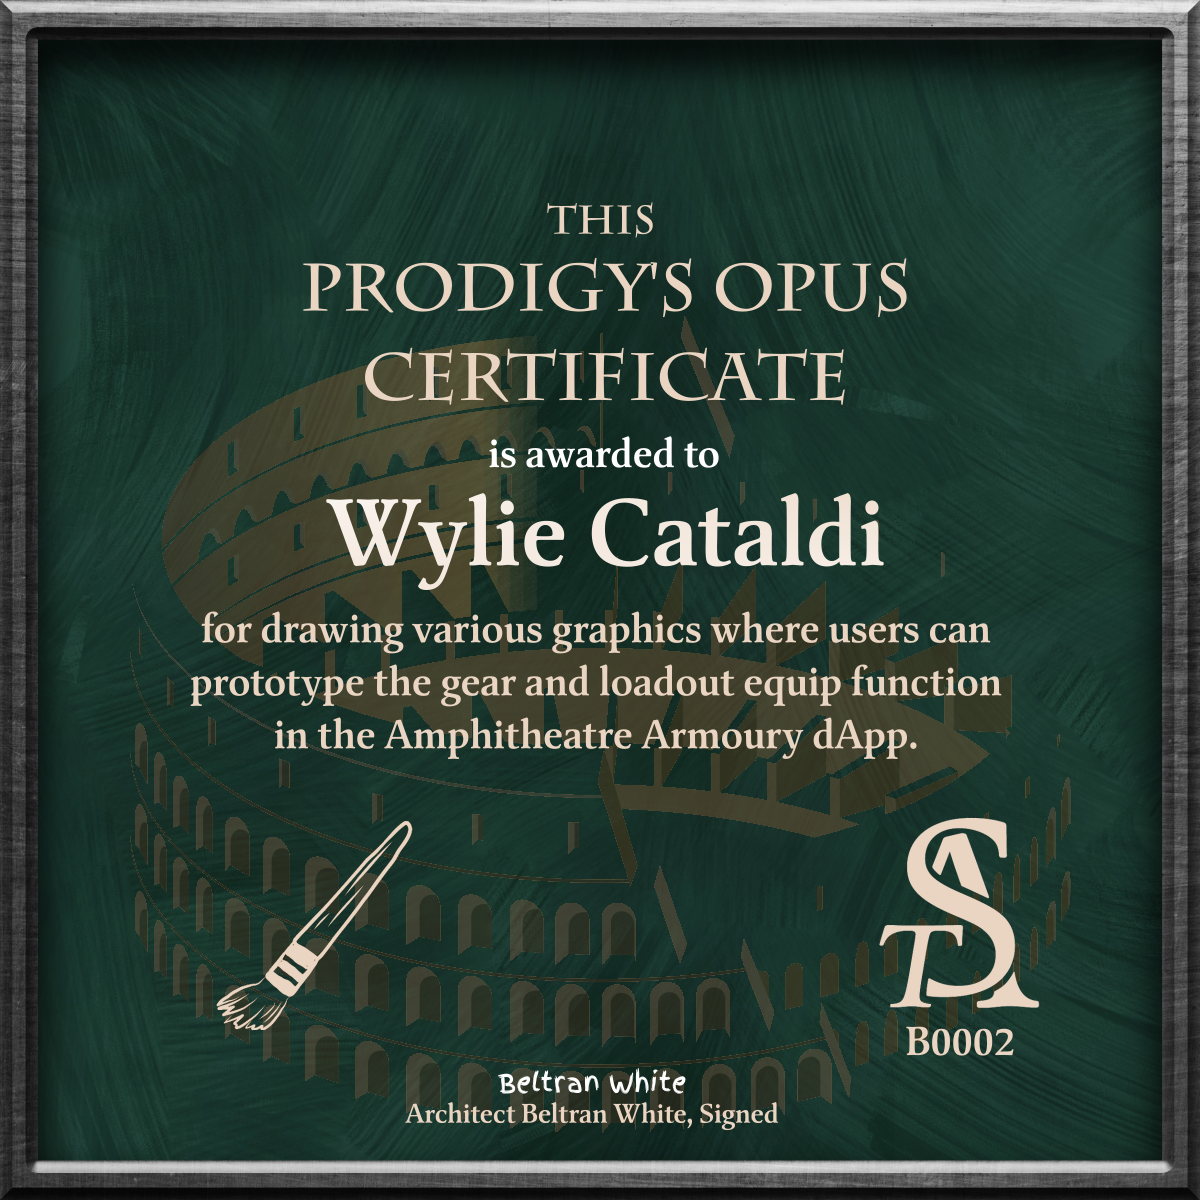 THIS
PRODIGY'S OPUS
CERTIFICATE
is awarded to
Wylie Cataldi
for drawing various graphics where users can
prototype the gear and loadout equip function
in the Amphitheatre Armoury dApp.
TSA
B0002
Beltran White
Architect Beltran White, Signed